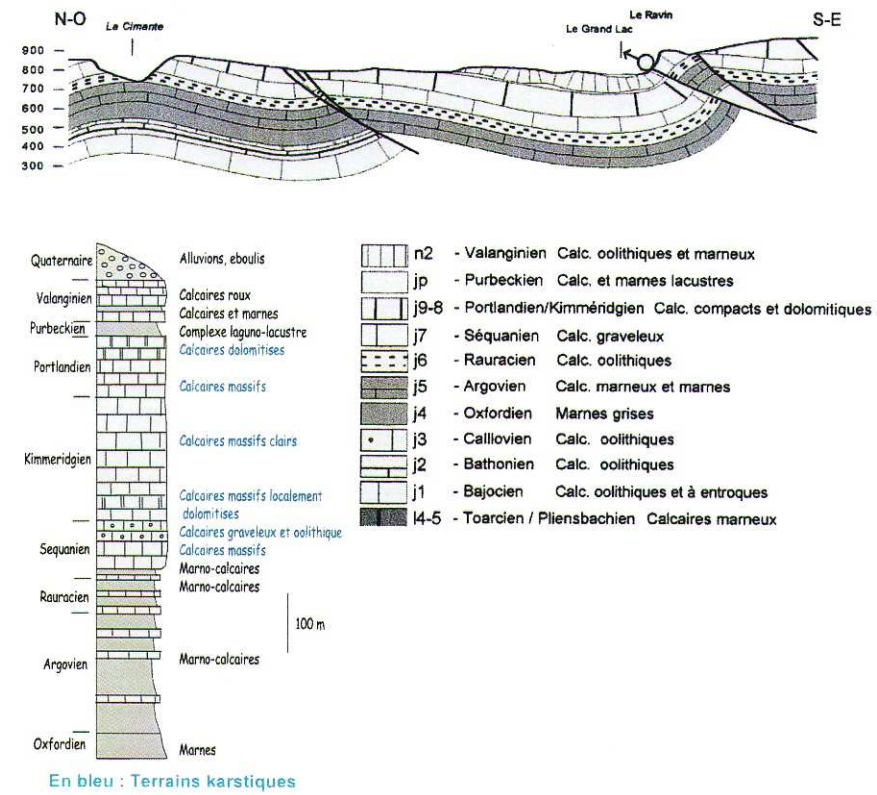 N-O
La Cimante
Le Ravin
Le Grand Lac
S-E
900
800
700
600
500
400
300
Quaternaire
Alluvions, eboulis
Valanginien
Calcaires roux
Calcaires et marnes
Purbeckien
Complexe laguno-lacustre
Calcaires dolomitises
Portlandien
Calcaires massifs
Kimmeridgien
Calcaires massifs clairs
Calcaires massifs localement
dolomitises
Calcaires graveleux et oolithique
Sequanien
Calcaires massifs
Marno-calcaires
Rauracien
Marno-calcaires
100 m
Argovien
Marno-calcaires
Oxfordien
Marnes
En bleu : Terrains karstiques
n2 - Valanginien Calc. oolithiques et marneux
jp - Purbeckien Calc. et marnes lacustres
j9-8 - Portlandien/Kimméridgien Calc. compacts et dolomitiques
j7 - Séquanien Calc. graveleux
j6 - Rauracien Calc. oolithiques
j5 - Argovien Calc. marneux et marnes
j4 - Oxfordien Marnes grises
j3 - Calllovien Calc. oolithiques
j2 - Bathonien Calc. oolithiques
j1 - Bajocien Calc. oolithiques et à entroques
l4-5 - Toarcien / Pliensbachien Calcaires marneux